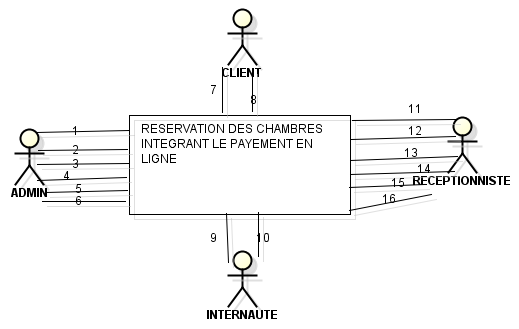 CLIENT
7
8
RESERVATION DES CHAMBRES
INTEGRANT LE PAYEMENT EN
LIGNE
1
2
3
4
5
6
ADMIN
11
12
13
14
15
16
RECEPTIONNISTE
9
10
INTERNAUTE